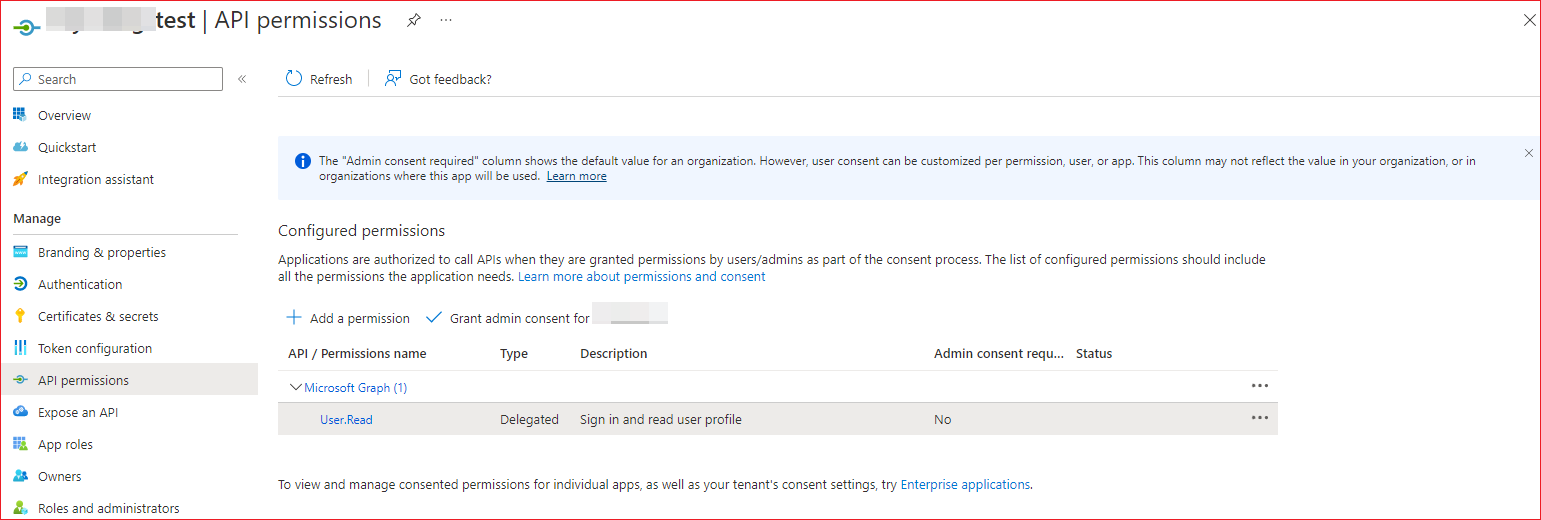 test | API permissions
Search
Refresh
Got feedback?
Overview
Quickstart
Integration assistant
Manage
Branding & properties
Authentication
Certificates & secrets
Token configuration
API permissions
Expose an API
App roles
Owners
Roles and administrators
The "Admin consent required" column shows the default value for an organization. However, user consent can be customized per permission, user, or app. This column may not reflect the value in your organization, or in
organizations where this app will be used. Learn more
Configured permissions
Applications are authorized to call APIs when they are granted permissions by users/admins as part of the consent process. The list of configured permissions should include
all the permissions the application needs. Learn more about permissions and consent
Add a permission
Grant admin consent for
API / Permissions name Type Description Admin consent requ... Status
Microsoft Graph (1)
User.Read Delegated Sign in and read user profile No
To view and manage consented permissions for individual apps, as well as your tenant's consent settings, try Enterprise applications.